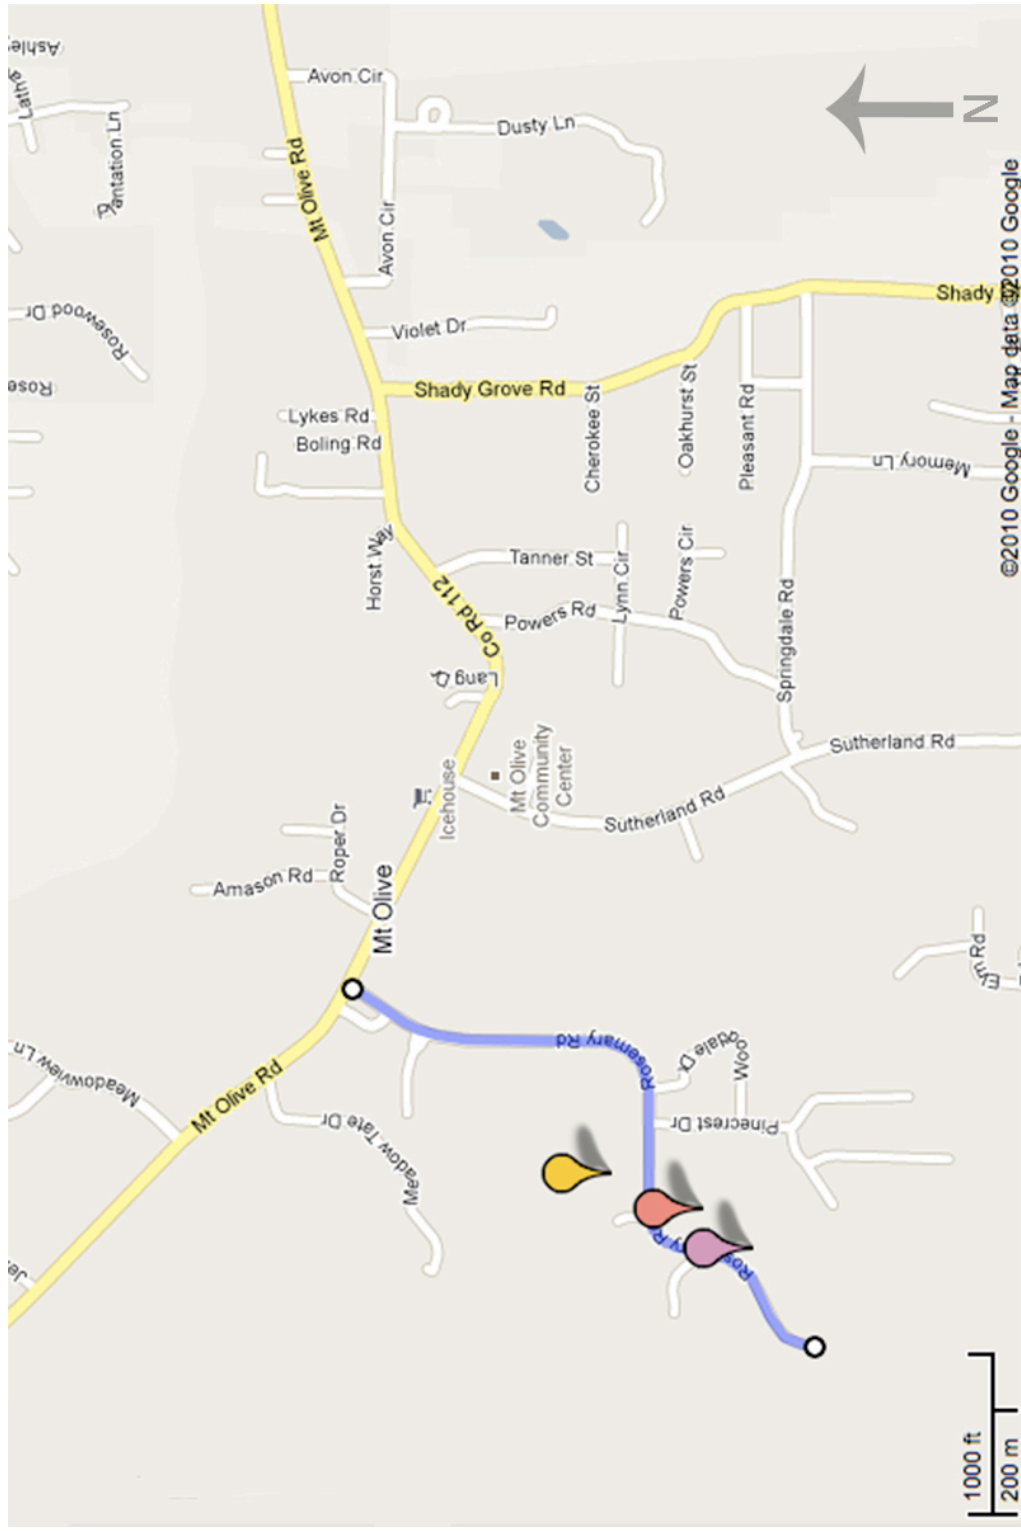 Ashley
Latha
Plantation Ln
Avon Cir
Dusty Ln
N
Mt Olive Rd
Avon Cir
Rosewood Dr
Violet Dr
Shady
Rose
Shady Grove Rd
Lykes Rd
Boling Rd
Cherokee St
Oakhurst St
Pleasant Rd
Memory Ln
©2010 Google - Map data ©2010 Google
Horst Way
Co Rd 112
Tanner St
Lynn Cir
Powers Cir
Powers Rd
Springdale Rd
Lang Cir
Sutherland Rd
Icehouse
Mt Olive
Community
Center
Sutherland Rd
Roper Dr
Amason Rd
Mt Olive
Elm Rd
Meadowview Ln
Mt Olive Rd
Rosemary Rd
Woodale Dr
Pinecrest Dr
Meadow Tate Dr
1000 ft
200 m